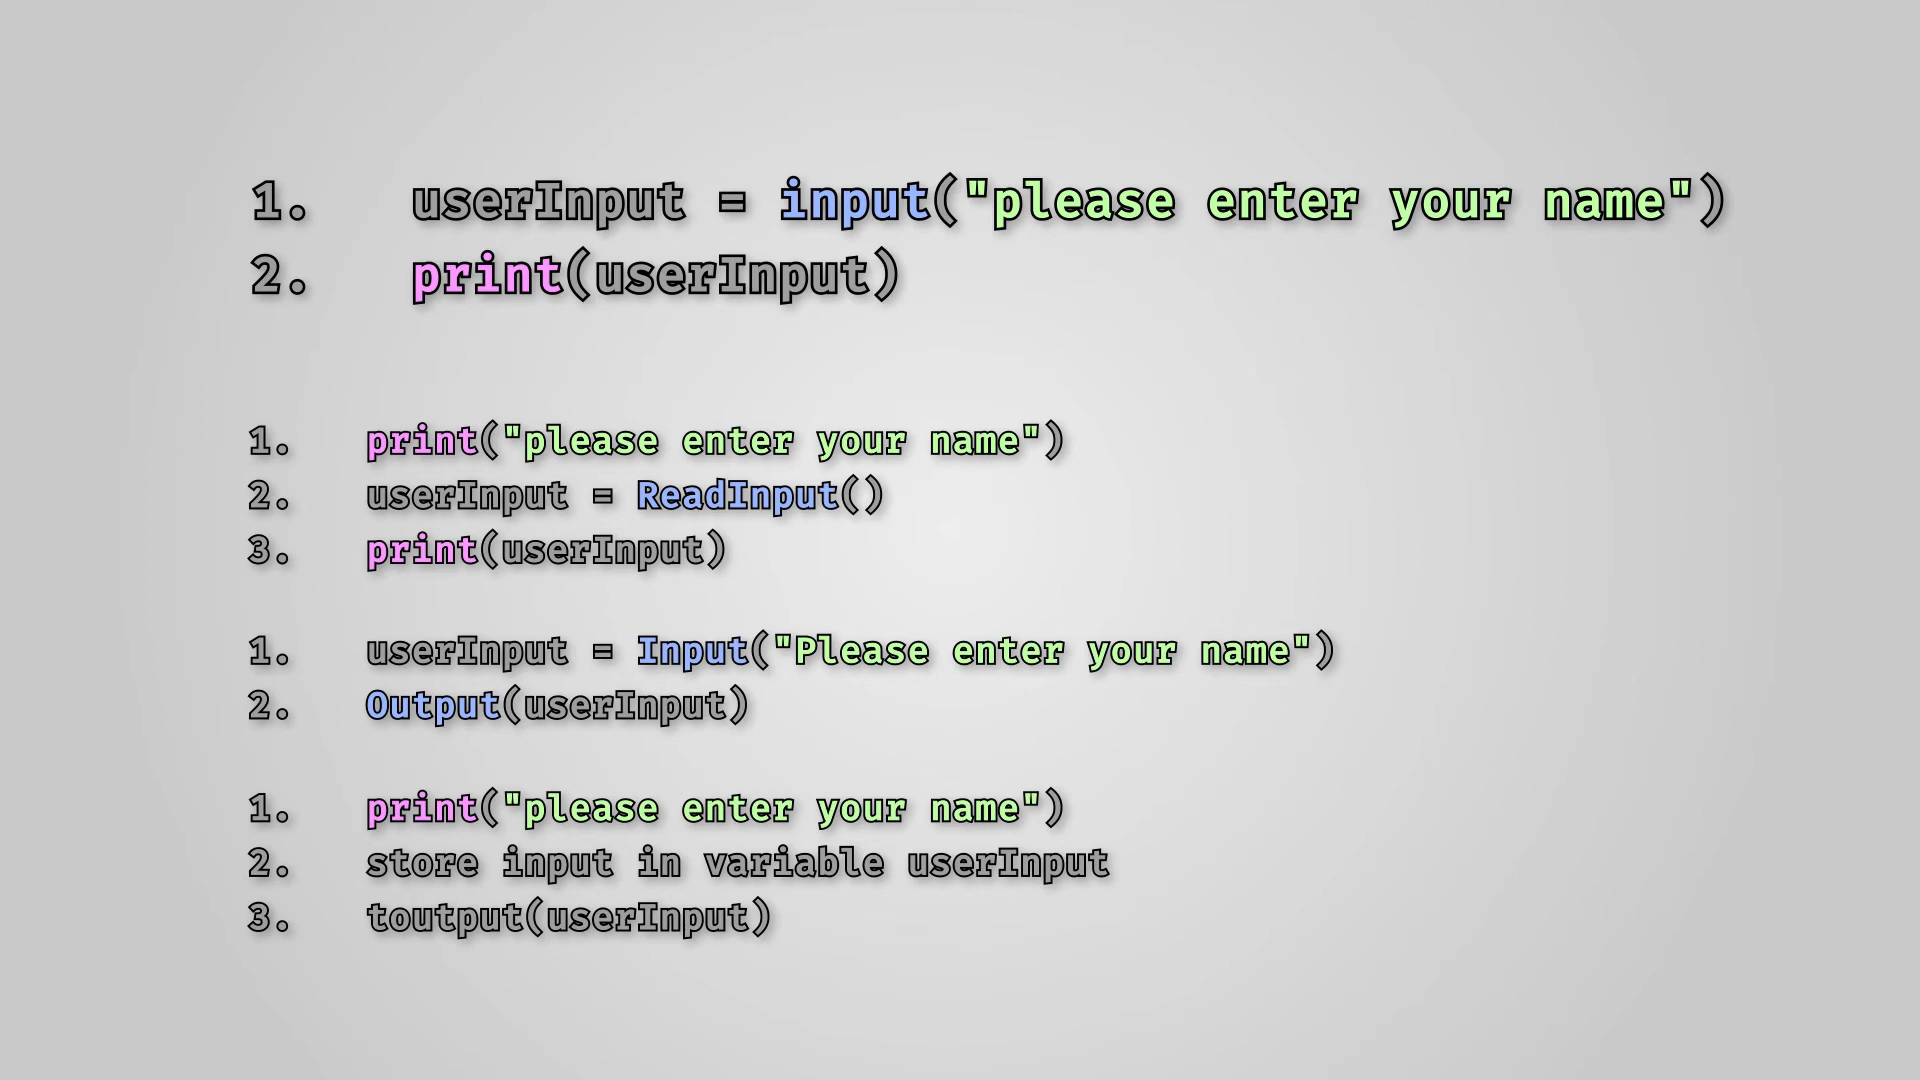 1. userInput = input("please enter your name")
2. print(userInput)
1. print("please enter your name")
2. userInput = ReadInput()
3. print(userInput)
1. userInput = Input("Please enter your name")
2. Output(userInput)
1. print("please enter your name")
2. store input in variable userInput
3. toutput(userInput)